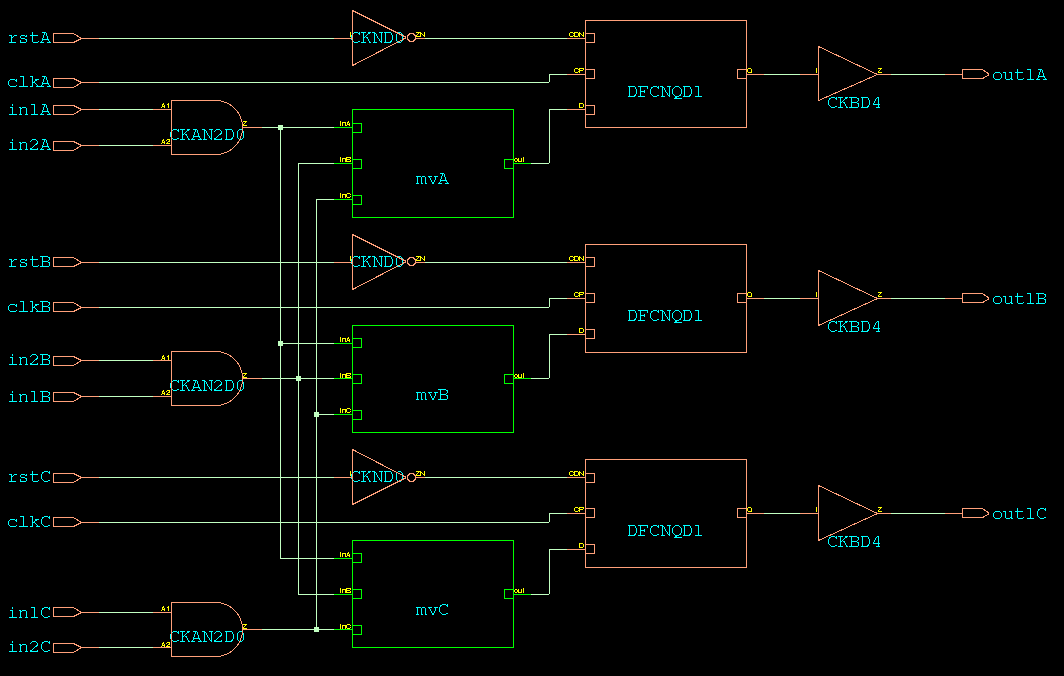 rstA
I
CKND0
ZN
CDN
clkA
CP
DFCNQD1
Q
I
CKBD4
Z
out1A
in1A
A1
in2A
A2
CKAN2D0
Z
D
inA
inB
inC
mvA
out
rstB
I
CKND0
ZN
CDN
clkB
CP
DFCNQD1
Q
I
CKBD4
Z
out1B
D
in2B
A1
in1B
A2
CKAN2D0
Z
inA
inB
inC
mvB
out
rstC
I
CKND0
ZN
CDN
clkC
CP
DFCNQD1
Q
I
CKBD4
Z
out1C
D
in1C
A1
in2C
A2
CKAN2D0
Z
inA
inB
inC
mvC
out